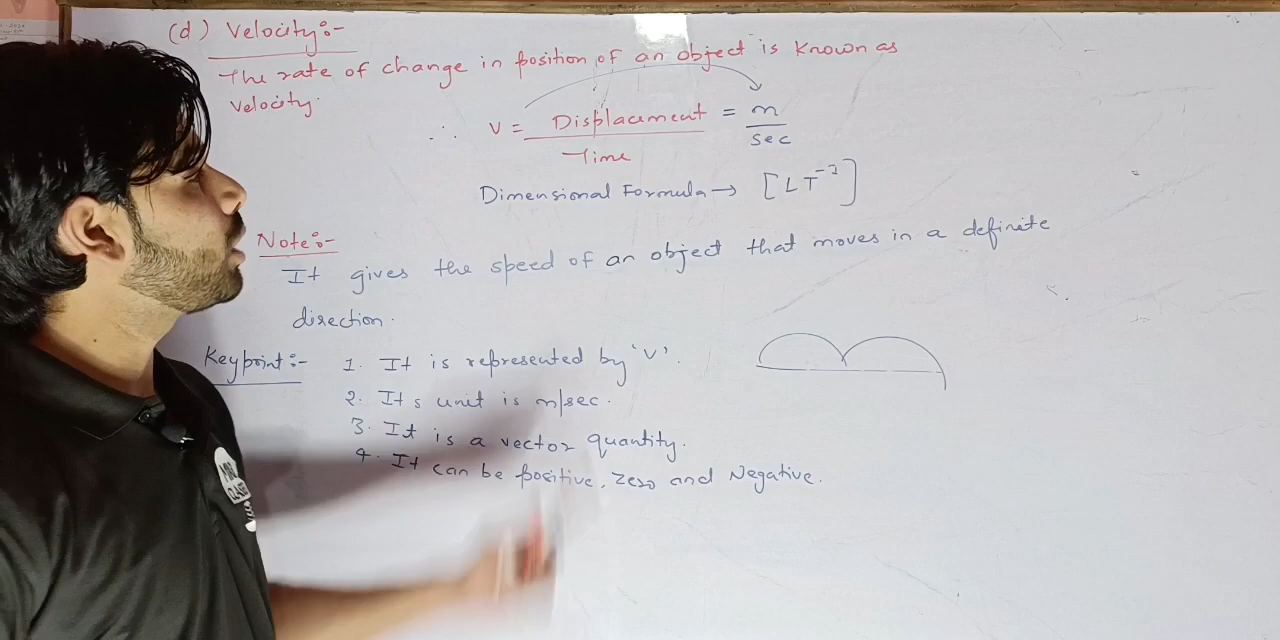 (d) Velocity:-
The rate of change in position of an object is known as
Velocity.
∴ V = Displacement / Time = m / sec
Dimensional Formula → [LT⁻¹]
Note:-
It gives the speed of an object that moves in a definite
direction.
Keypoint:- 1. It is represented by 'V'.
2. Its unit is m/sec.
3. It is a vector quantity.
4. It can be positive, zero and Negative.